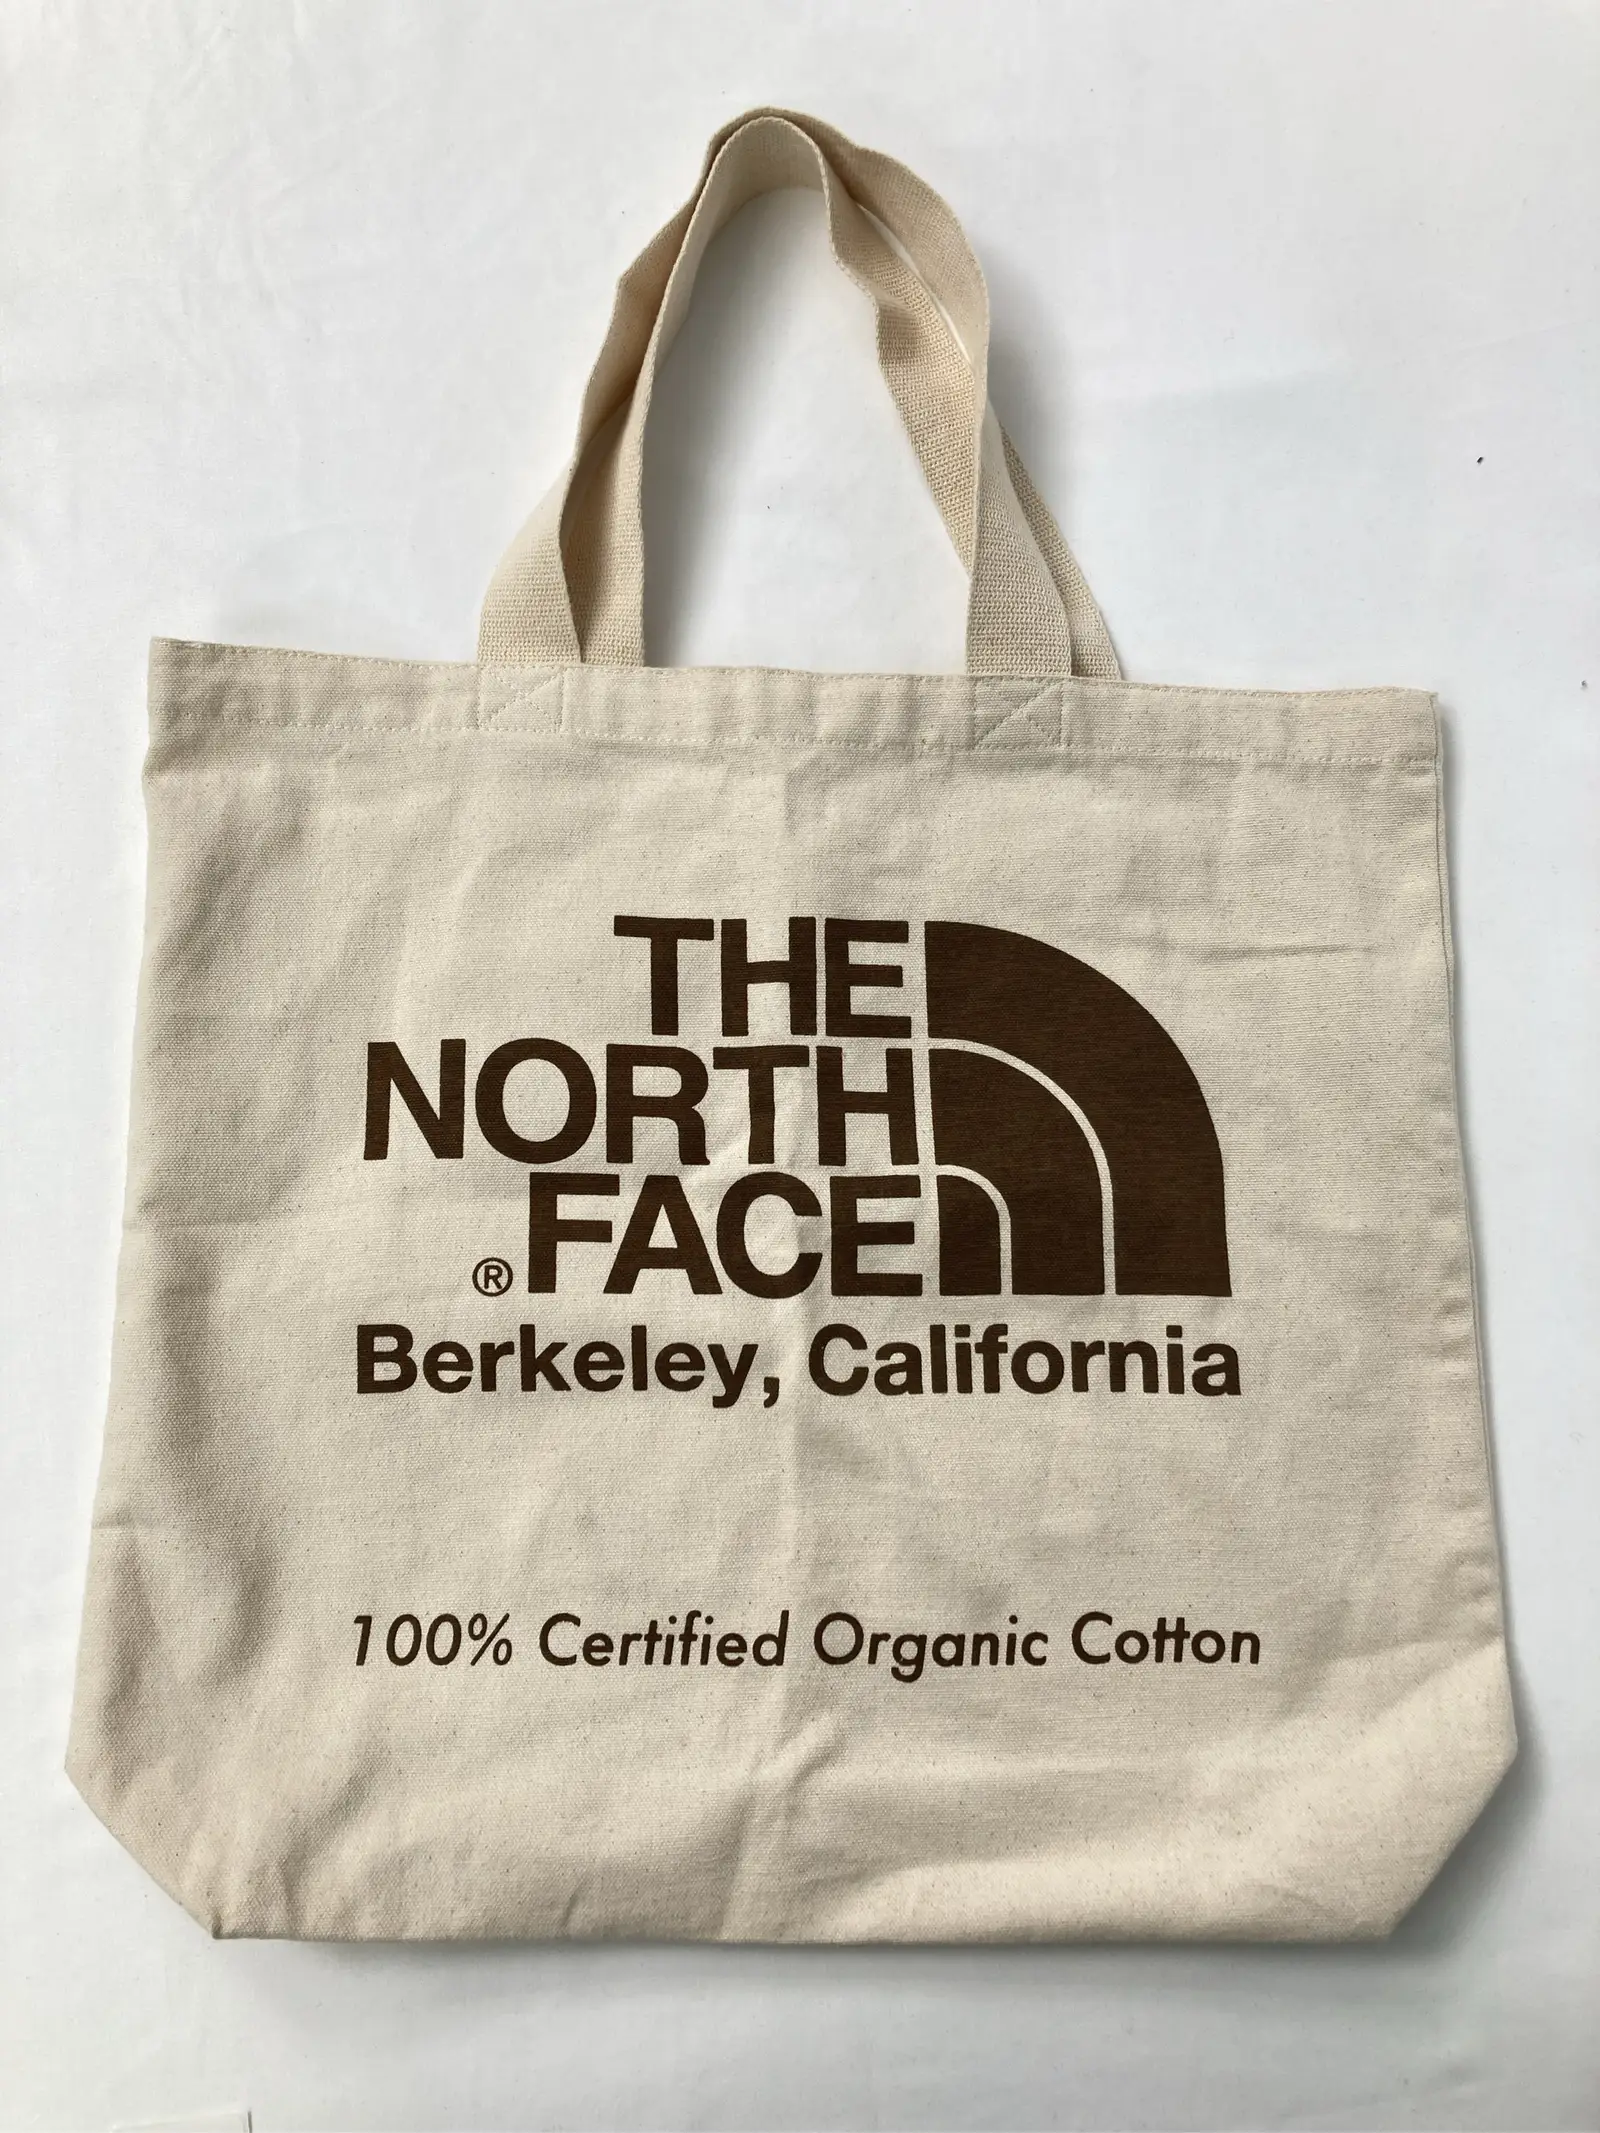 THE
NORTH
®FACE
Berkeley, California
100% Certified Organic Cotton